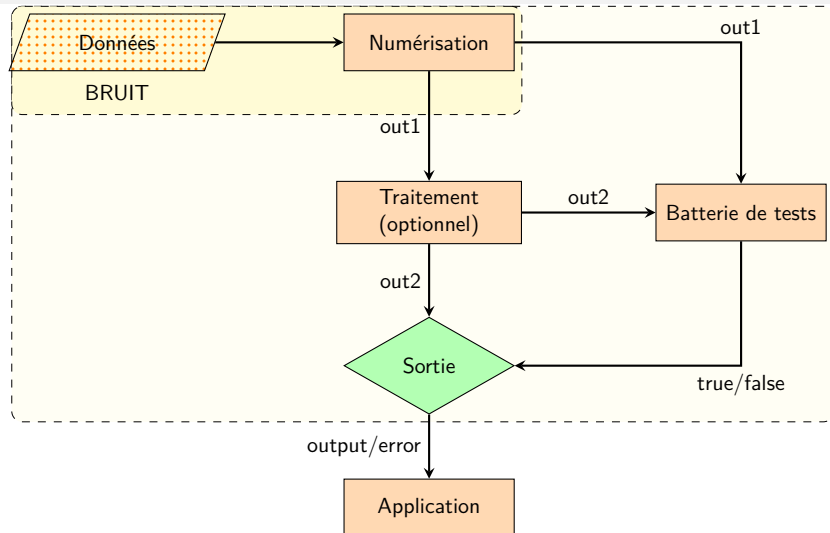 Données
Numérisation
out1
BRUIT
out1
Traitement
(optionnel)
out2
Batterie de tests
out2
Sortie
true/false
output/error
Application